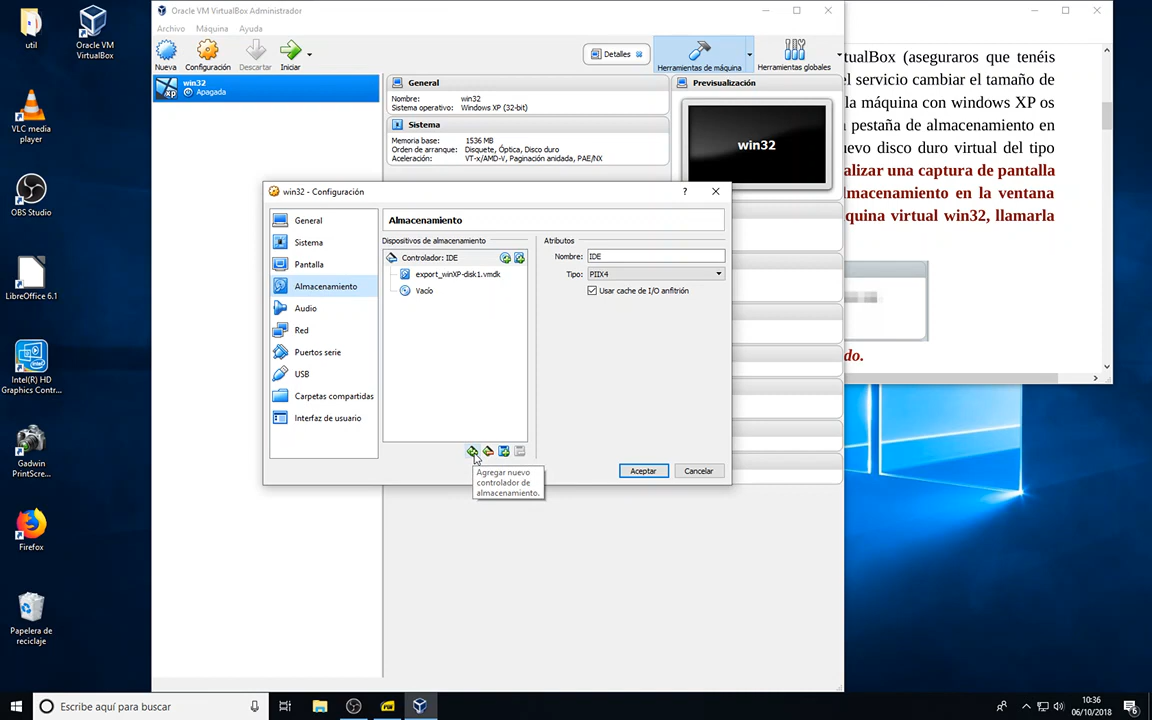 util
Oracle VM
VirtualBox
VLC media
player
OBS Studio
LibreOffice 6.1
Intel(R) HD
Graphics Contr...
Gadwin
PrintScre...
Firefox
Papelera de
reciclaje
Oracle VM VirtualBox Administrador
Archivo Máquina Ayuda
Nueva Configuración Descartar Iniciar
Detalles
Herramientas de máquina
Herramientas globales
win32
Apagada
General
Nombre: win32
Sistema operativo: Windows XP (32-bit)
Sistema
Memoria base: 1536 MB
Orden de arranque: Disquete, Óptica, Disco duro
Aceleración: VT-x/AMD-V, Paginación anidada, PAE/NX
Previsualización
win32
win32 - Configuración
?
General
Sistema
Pantalla
Almacenamiento
Audio
Red
Puertos serie
USB
Carpetas compartidas
Interfaz de usuario
Almacenamiento
Dispositivos de almacenamiento
Controlador: IDE
export_winXP-disk1.vmdk
Vacío
Atributos
Nombre: IDE
Tipo: PIIX4
Usar cache de I/O anfitrión
Agregar nuevo
controlador de
almacenamiento.
Aceptar Cancelar
tualBox (aseguraros que tenéis
el servicio cambiar el tamaño de
la máquina con windows XP os
pestaña de almacenamiento en
uevo disco duro virtual del tipo
alizar una captura de pantalla
lmacenamiento en la ventana
quina virtual win32, llamarla
do.
Escribe aquí para buscar
10:36
06/10/2018